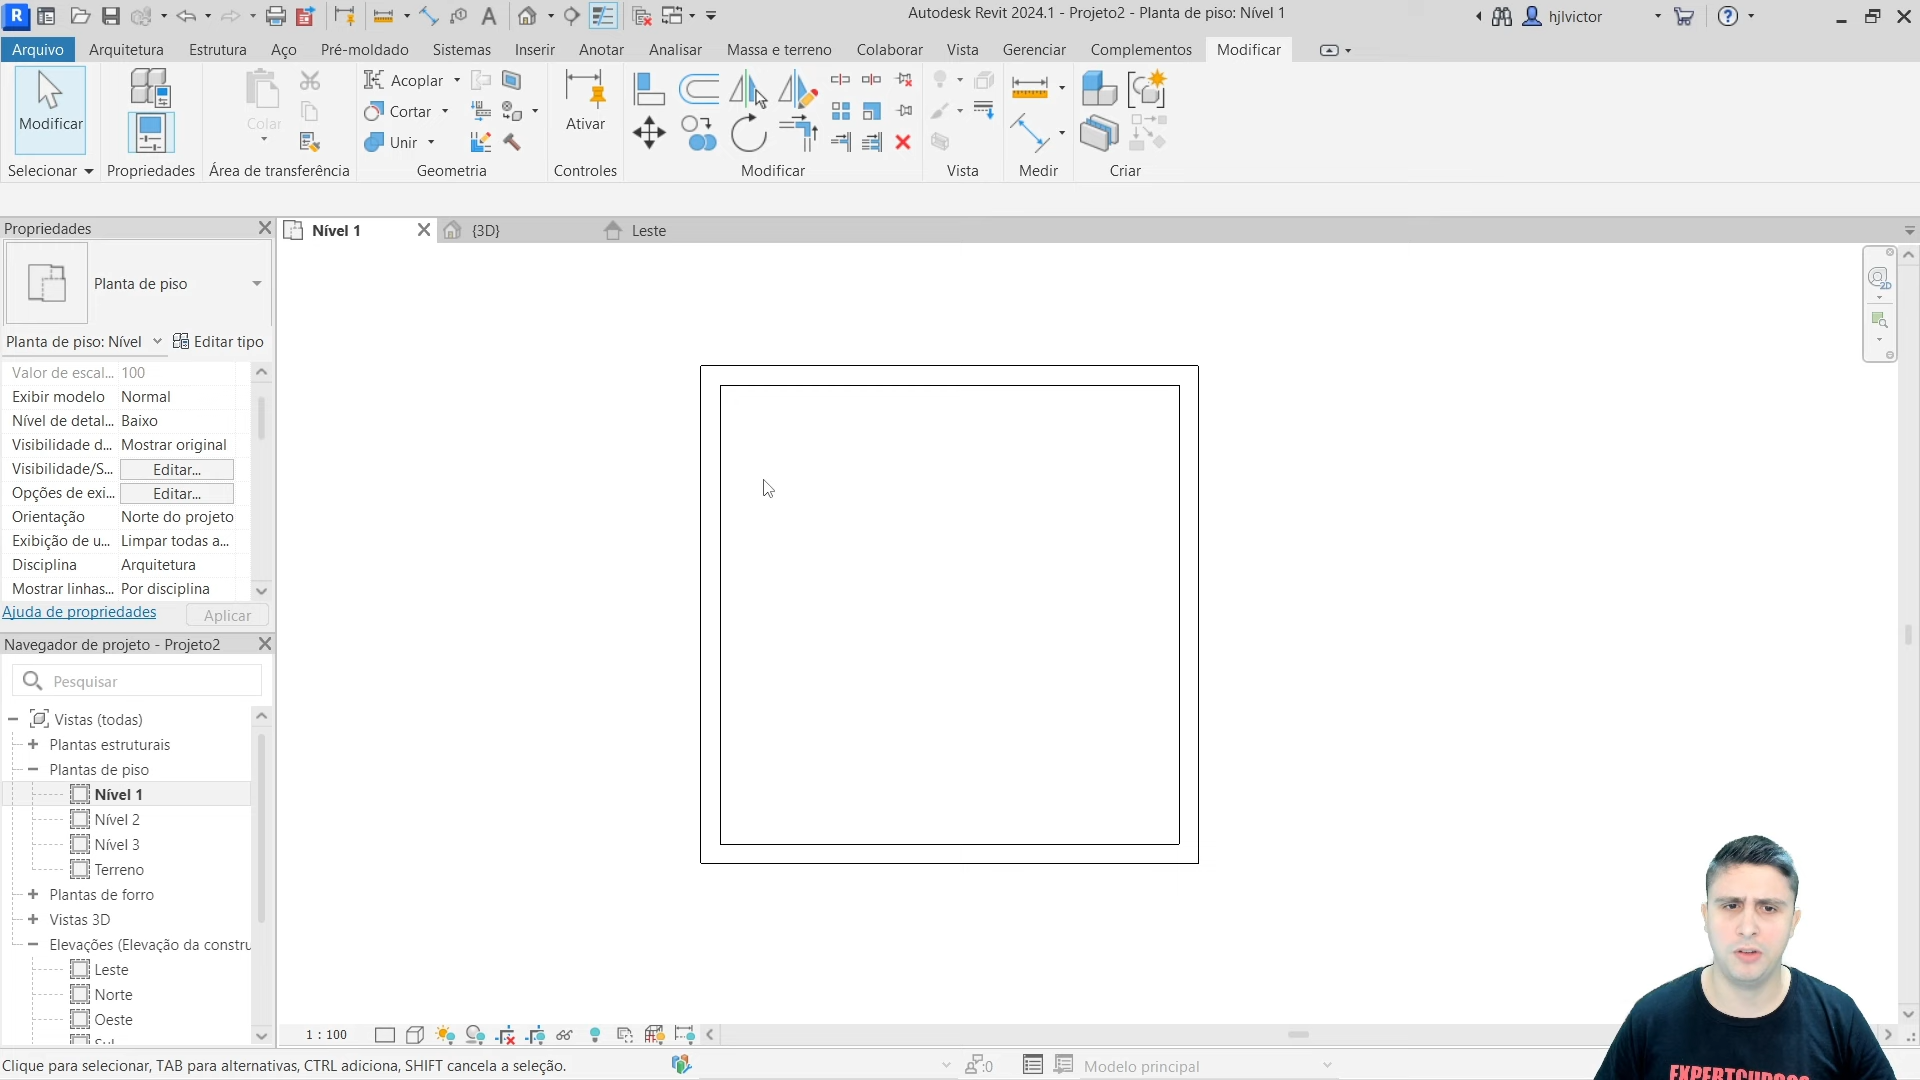 Autodesk Revit 2024.1 - Projeto2 - Planta de piso: Nível 1
hjlvictor
Arquivo Arquitetura Estrutura Aço Pré-moldado Sistemas Inserir Anotar Analisar Massa e terreno Colaborar Vista Gerenciar Complementos Modificar
Modificar
Colar
Acoplar
Cortar
Unir
Ativar
Selecionar Propriedades Área de transferência Geometria Controles Modificar Vista Medir Criar
Propriedades
Nível 1 {3D} Leste
2D
Planta de piso
Planta de piso: Nível Editar tipo
Valor de escal... 100
Exibir modelo Normal
Nível de detal... Baixo
Visibilidade d... Mostrar original
Visibilidade/S... Editar...
Opções de exi... Editar...
Orientação Norte do projeto
Exibição de u... Limpar todas a...
Disciplina Arquitetura
Mostrar linhas... Por disciplina
Ajuda de propriedades Aplicar
Navegador de projeto - Projeto2
Pesquisar
Vistas (todas)
Plantas estruturais
Plantas de piso
Nível 1
Nível 2
Nível 3
Terreno
Plantas de forro
Vistas 3D
Elevações (Elevação da constru
Leste
Norte
Oeste
Sul
1 : 100
Clique para selecionar, TAB para alternativas, CTRL adiciona, SHIFT cancela a seleção.
:0
Modelo principal
EXPERTCURSOS